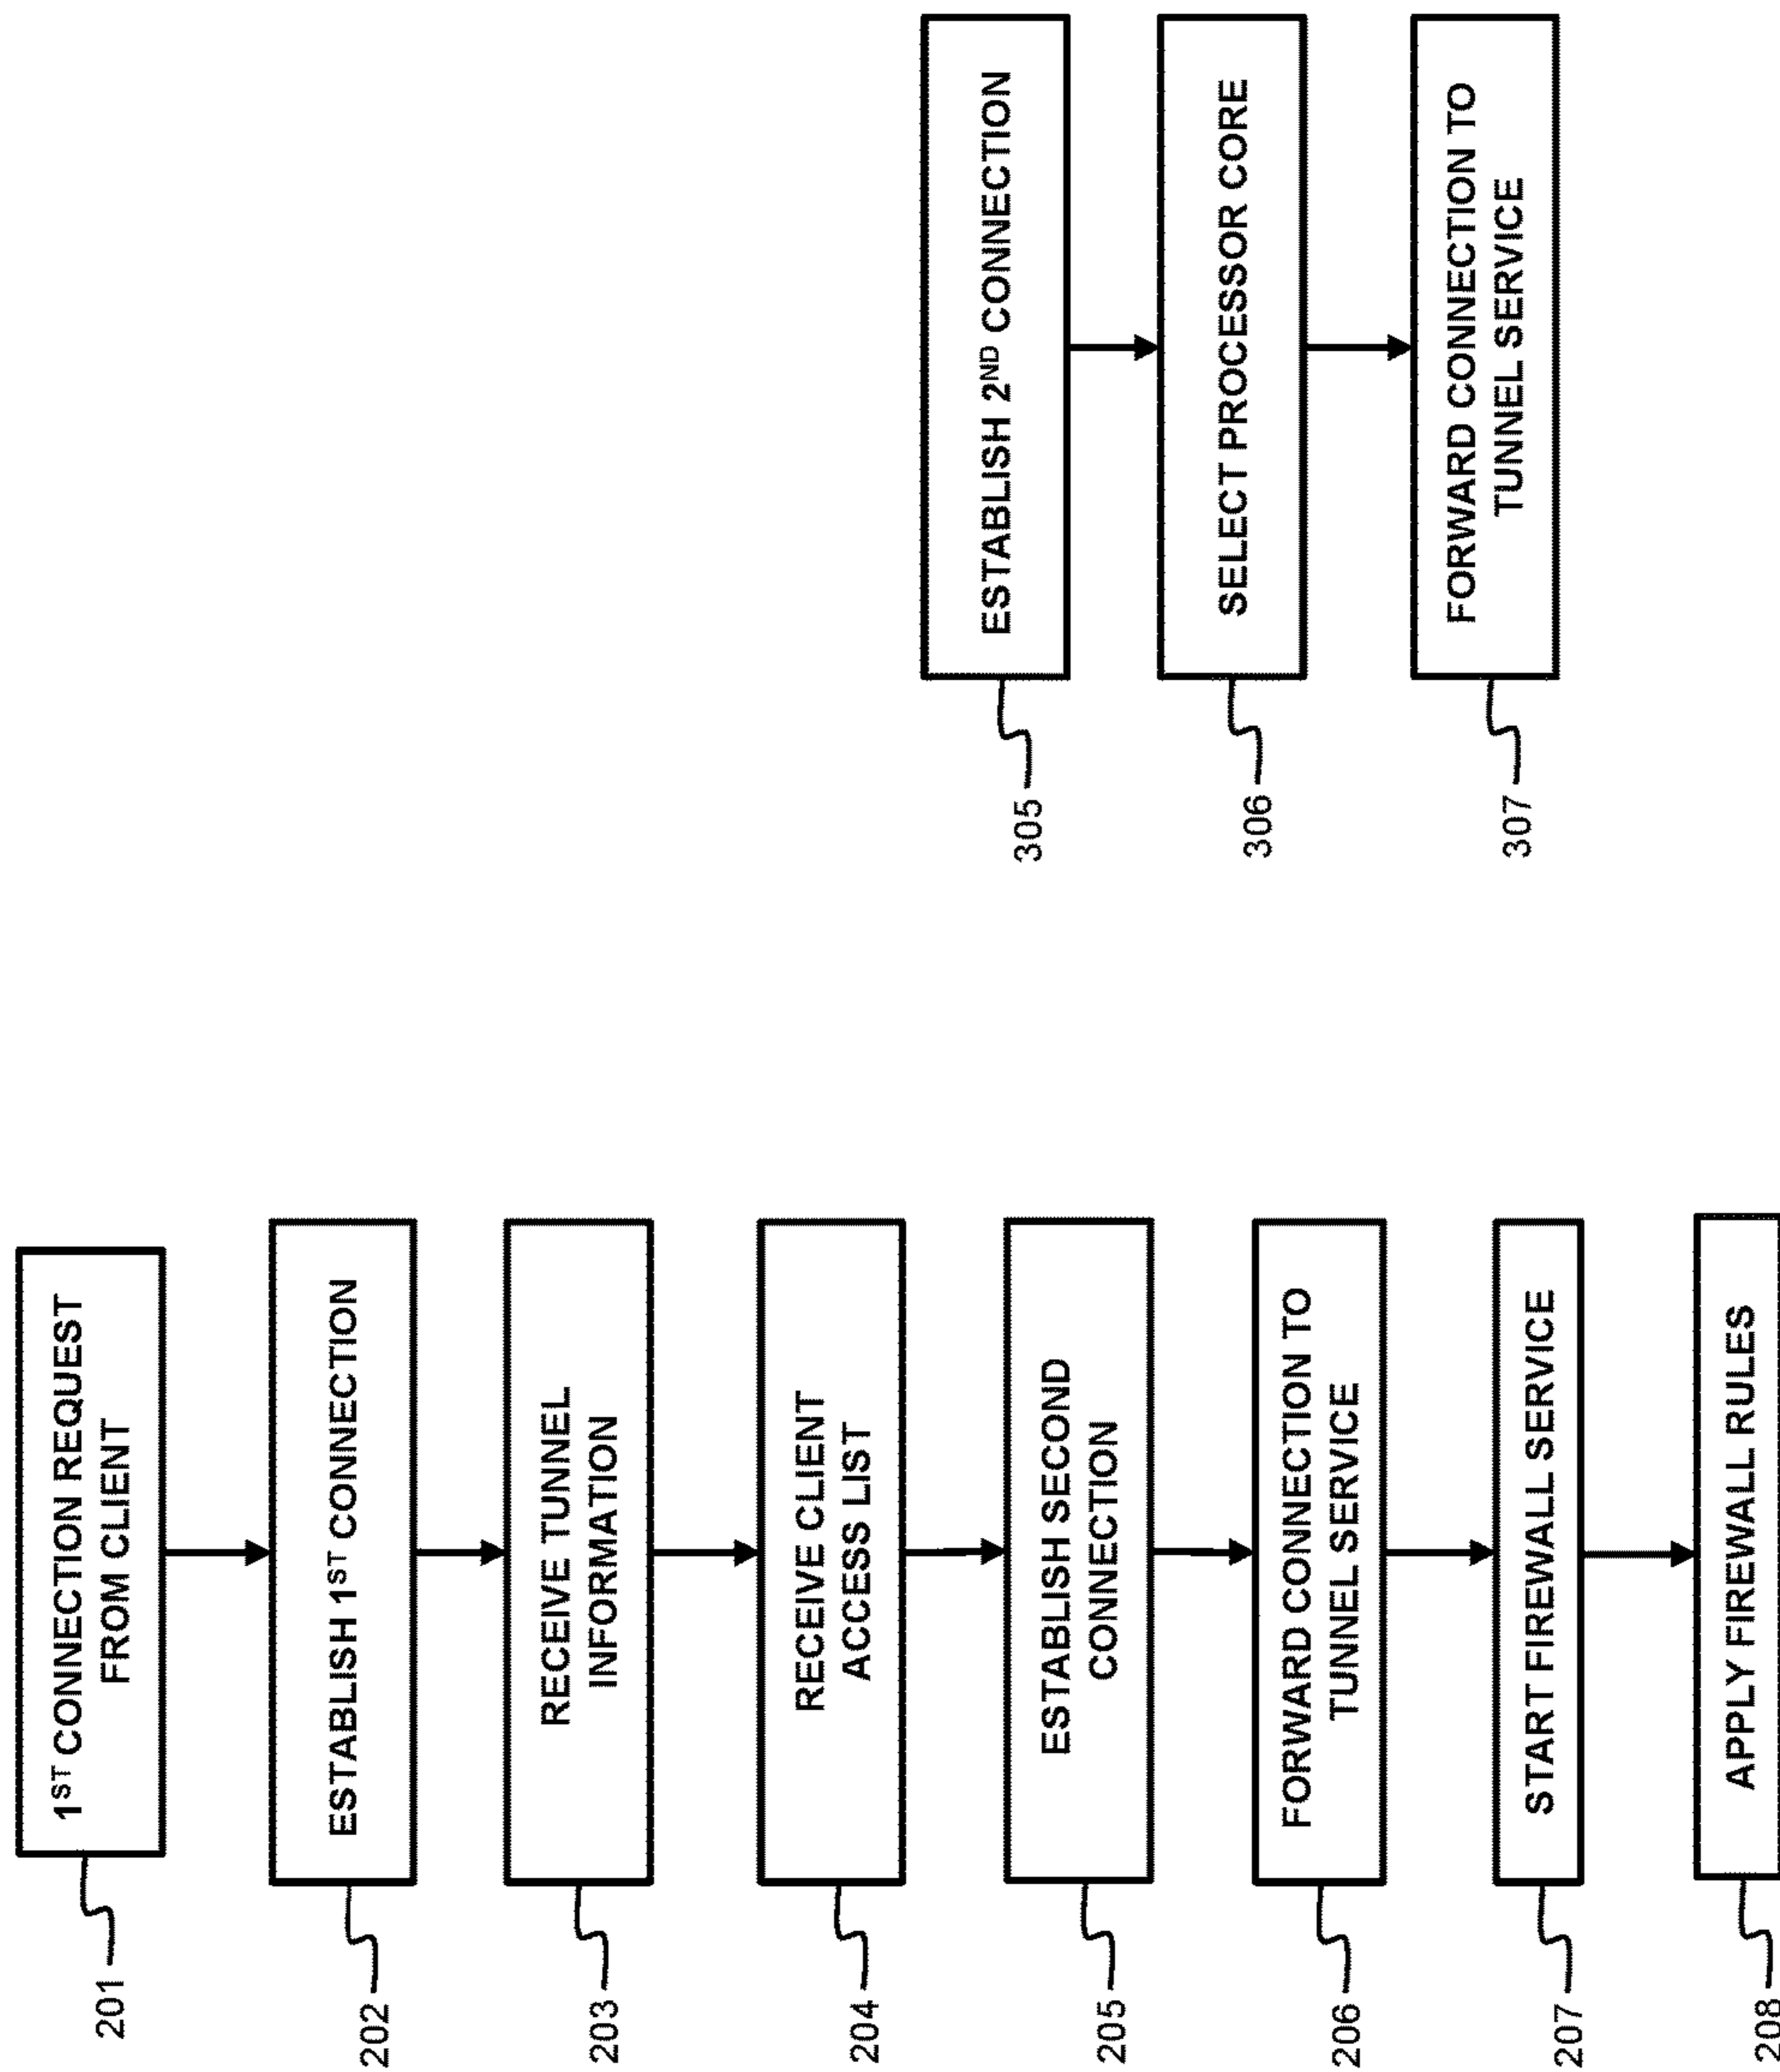 201
1ST CONNECTION REQUEST
FROM CLIENT
202
ESTABLISH 1ST CONNECTION
203
RECEIVE TUNNEL
INFORMATION
204
RECEIVE CLIENT
ACCESS LIST
205
ESTABLISH SECOND
CONNECTION
206
FORWARD CONNECTION TO
TUNNEL SERVICE
207
START FIREWALL SERVICE
208
APPLY FIREWALL RULES
305
ESTABLISH 2ND CONNECTION
306
SELECT PROCESSOR CORE
307
FORWARD CONNECTION TO
TUNNEL SERVICE